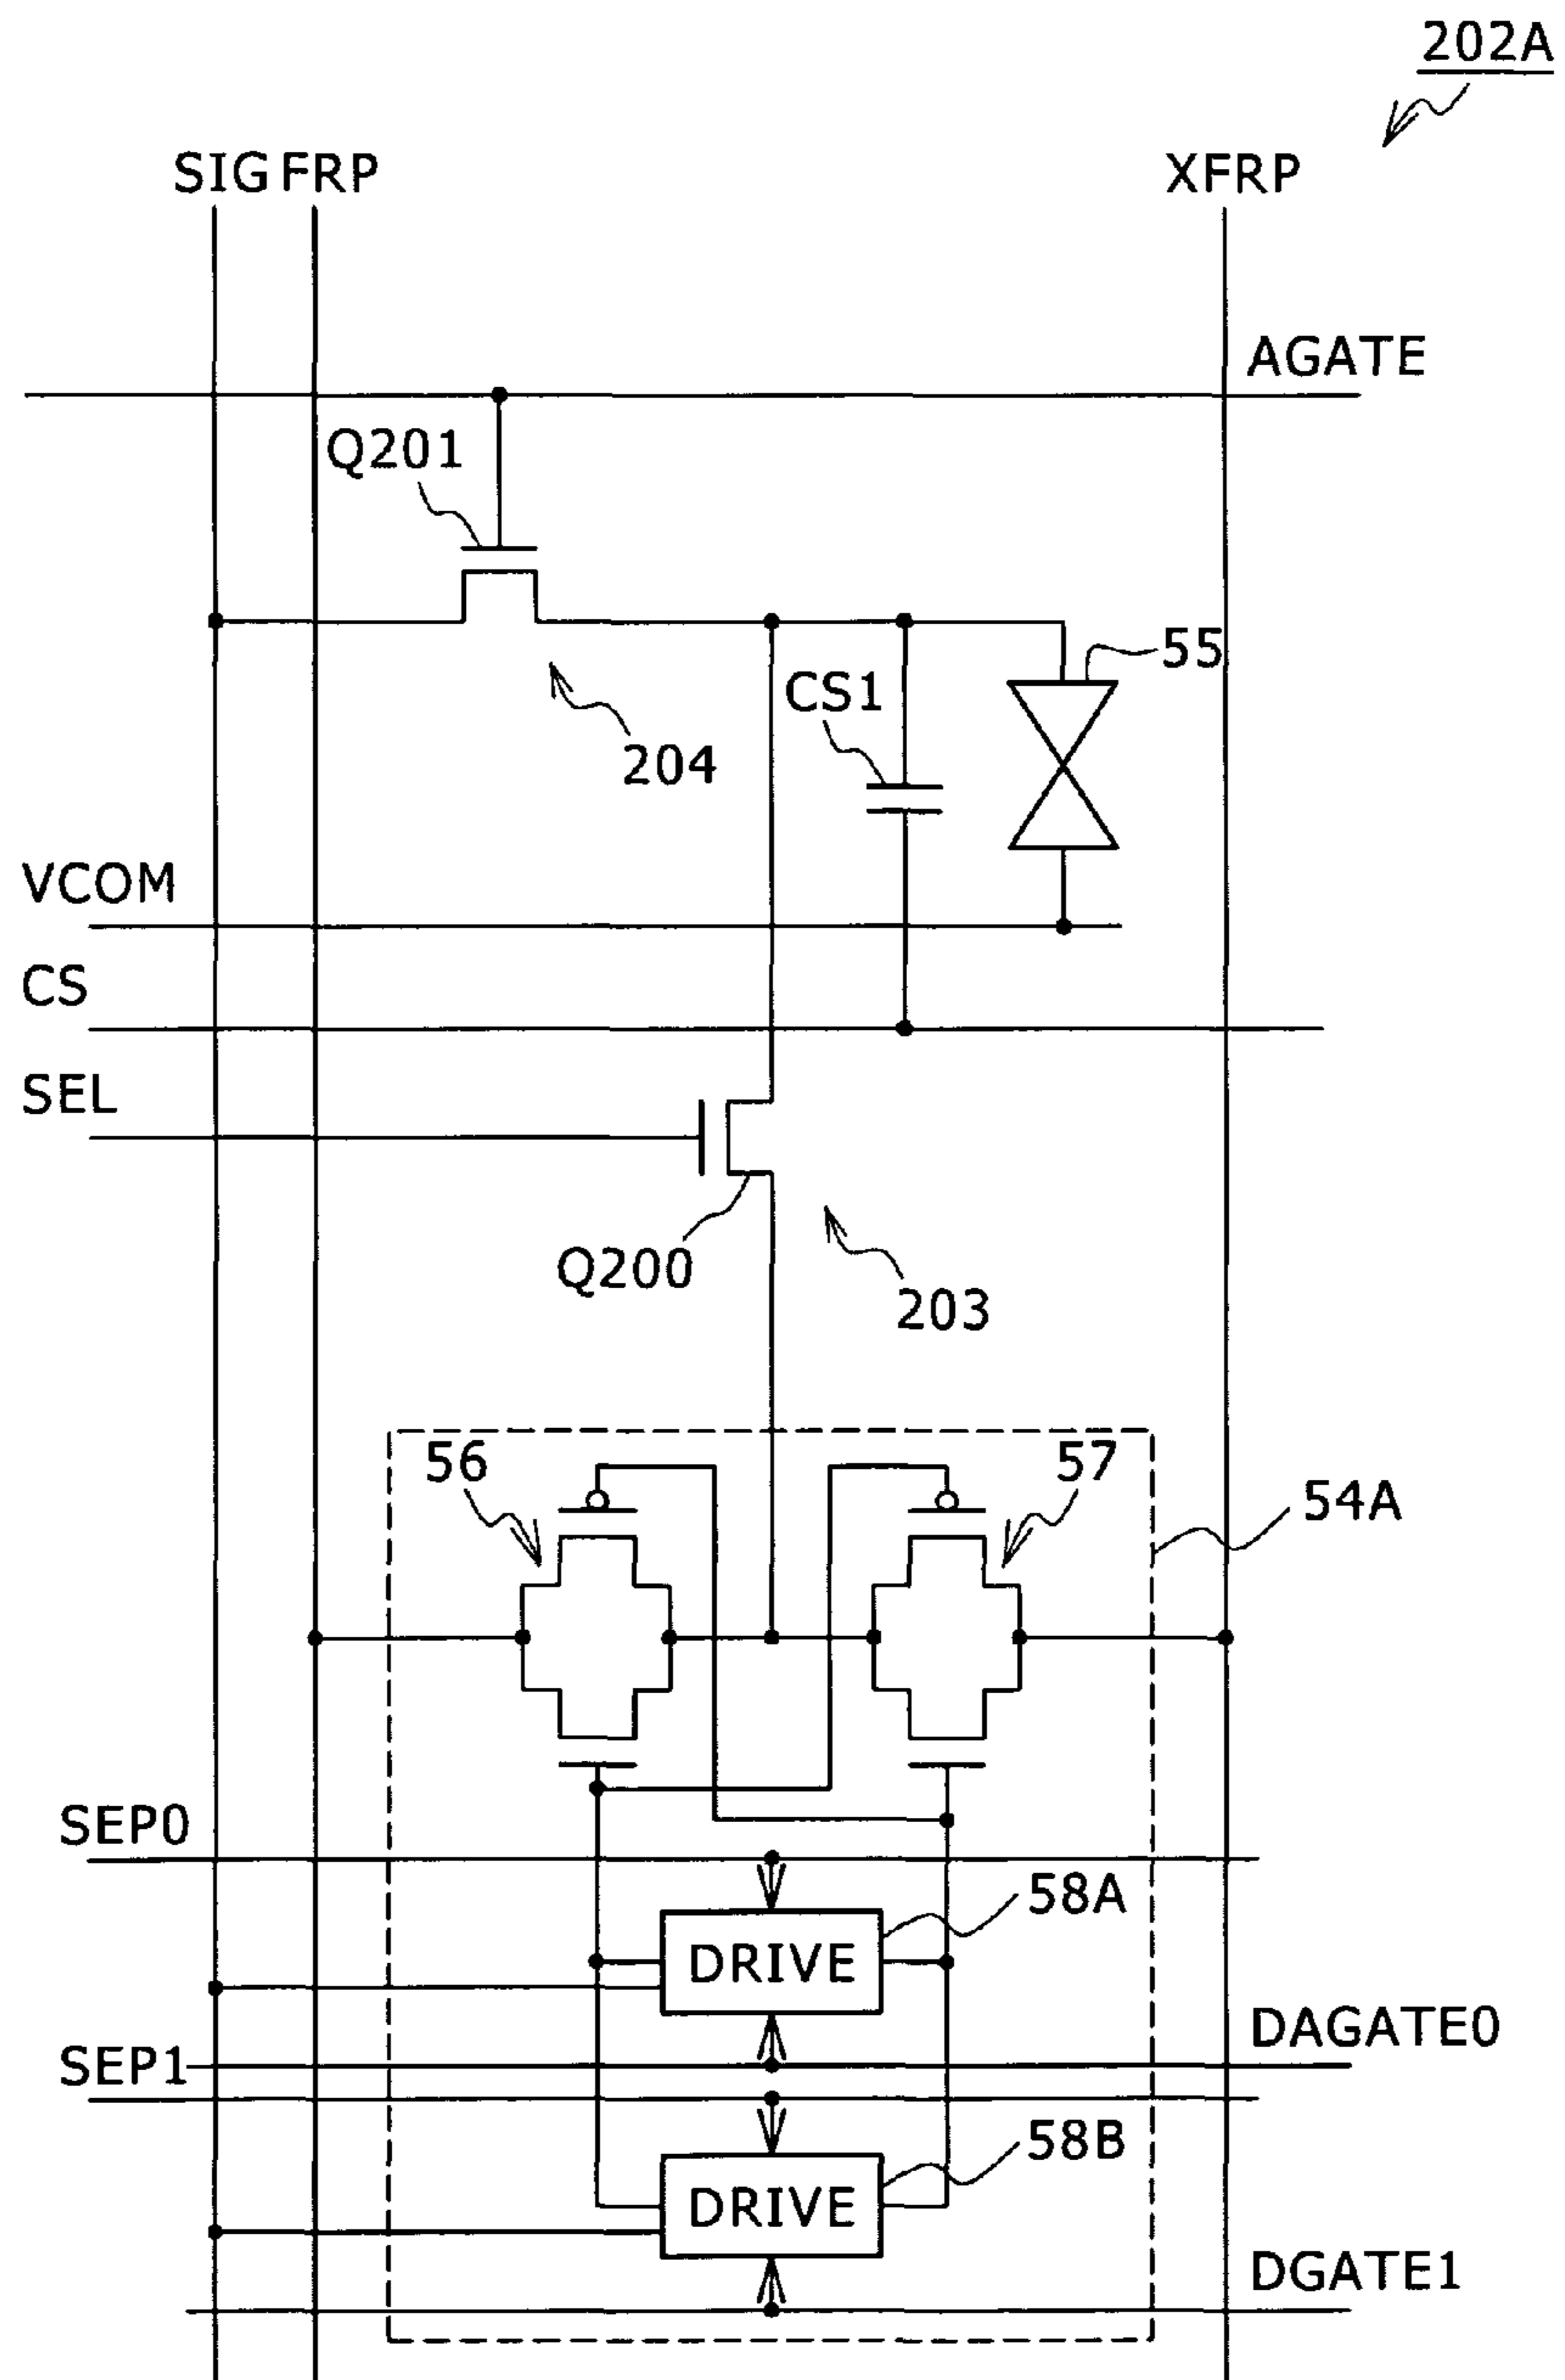 202A
SIG FRP XFRP
AGATE
Q201
55
CS1
204
VCOM
CS
SEL
Q200
203
56 57
54A
SEP0
58A
DRIVE
DAGATE0
SEP1
58B
DRIVE
DGATE1